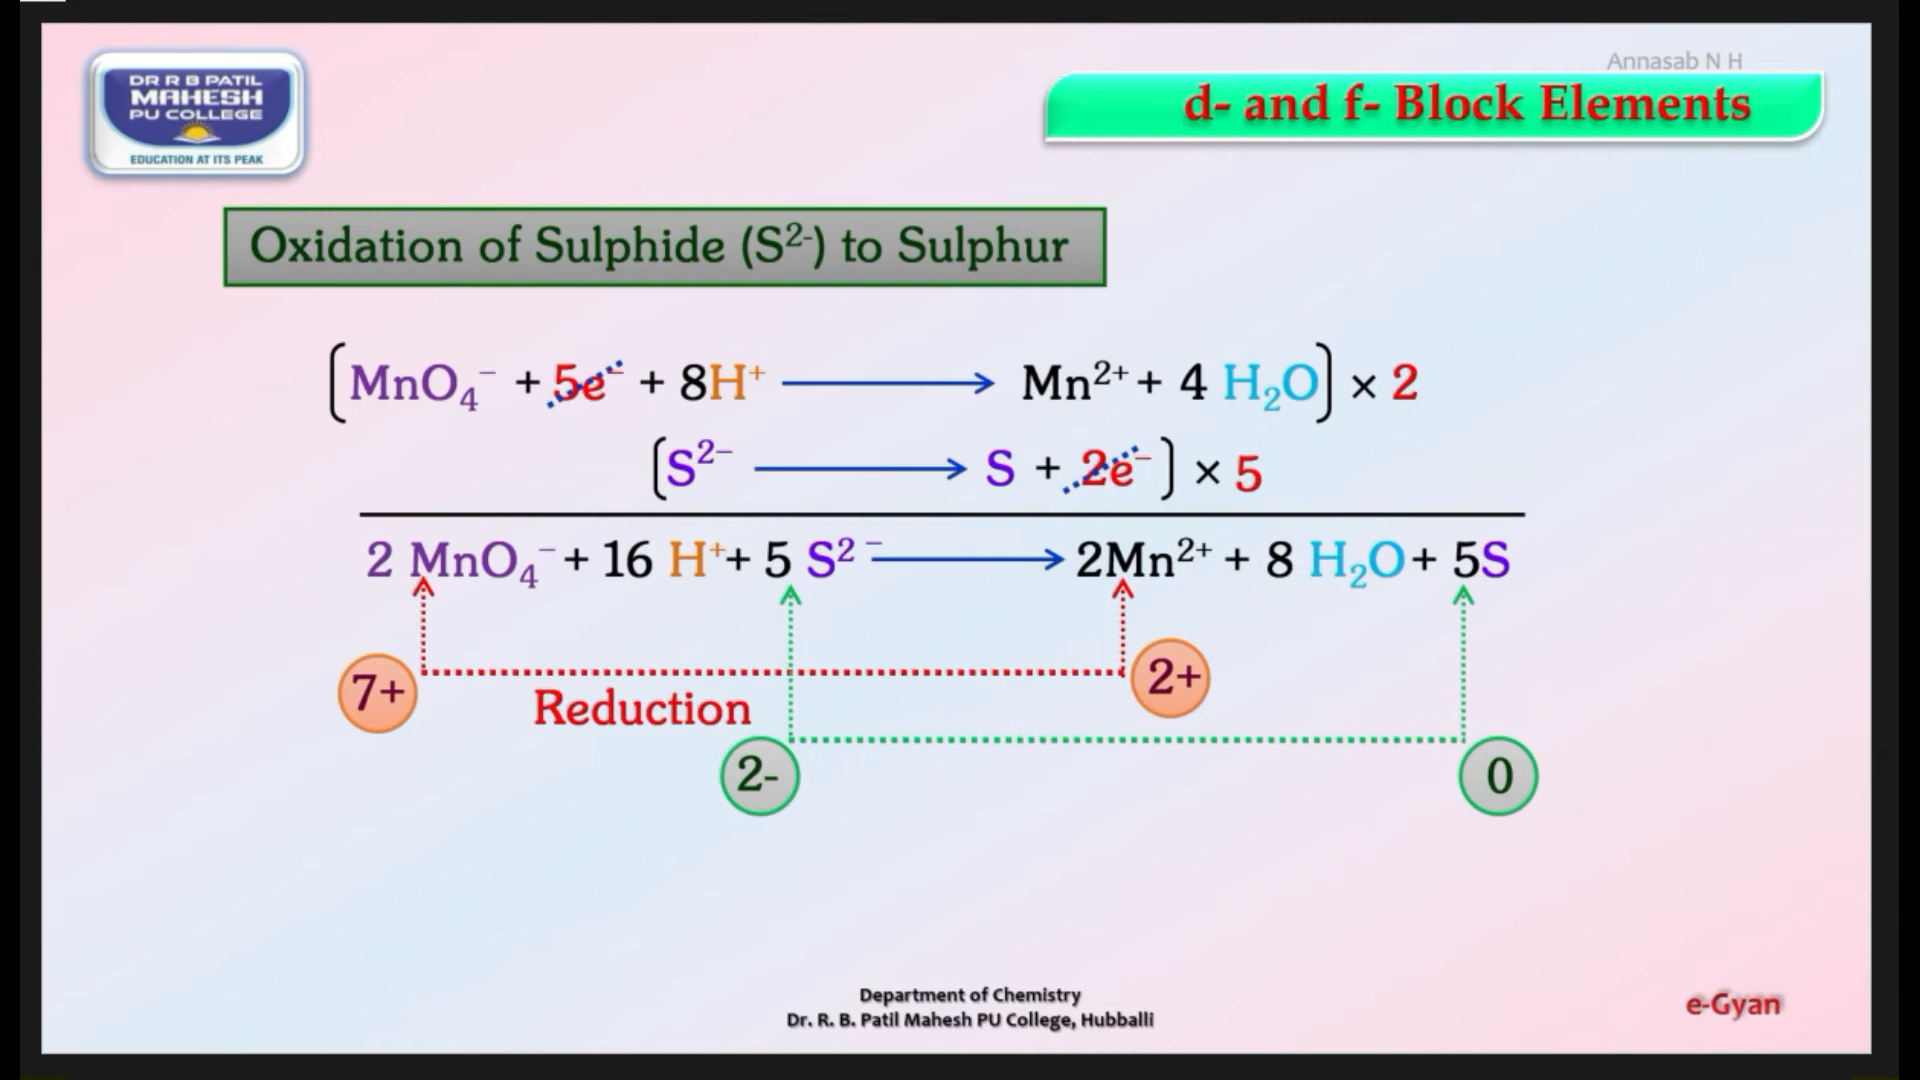 Annasab N H
DR R B PATIL
MAHESH
PU COLLEGE
EDUCATION AT ITS PEAK
d- and f- Block Elements
Oxidation of Sulphide (S²⁻) to Sulphur
(MnO₄⁻ + 5e⁻ + 8H⁺ ⟶ Mn²⁺ + 4 H₂O) × 2
(S²⁻ ⟶ S + 2e⁻) × 5
2 MnO₄⁻ + 16 H⁺ + 5 S²⁻ ⟶ 2Mn²⁺ + 8 H₂O + 5S
7+
2+
Reduction
2-
0
Department of Chemistry
Dr. R. B. Patil Mahesh PU College, Hubballi
e-Gyan